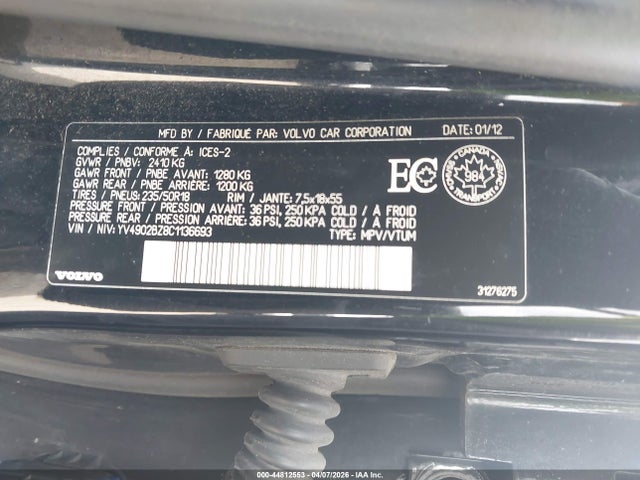 MFD BY / FABRIQUÉ PAR: VOLVO CAR CORPORATION DATE: 01/12
COMPLIES / CONFORME À: ICES-2
GVWR / PNBV: 2410 KG
GAWR FRONT / PNBE AVANT: 1280 KG
GAWR REAR / PNBE ARRIÈRE: 1200 KG
TIRES / PNEUS: 235/50R18 RIM / JANTE: 7,5x18x55
FRONT / PRESSION AVANT: 36 PSI, 250 KPA COLD / A FROID
REAR / PRESSION ARRIÈRE: 36 PSI, 250 KPA COLD / A FROID
VIN / NIV: YV4902BZ8C1136693 TYPE: MPV/VTUM
EC
CANADA
984
TRANSPORT
VOLVO
31276275
000-44812553 - 04/07/2026 - IAA Inc.